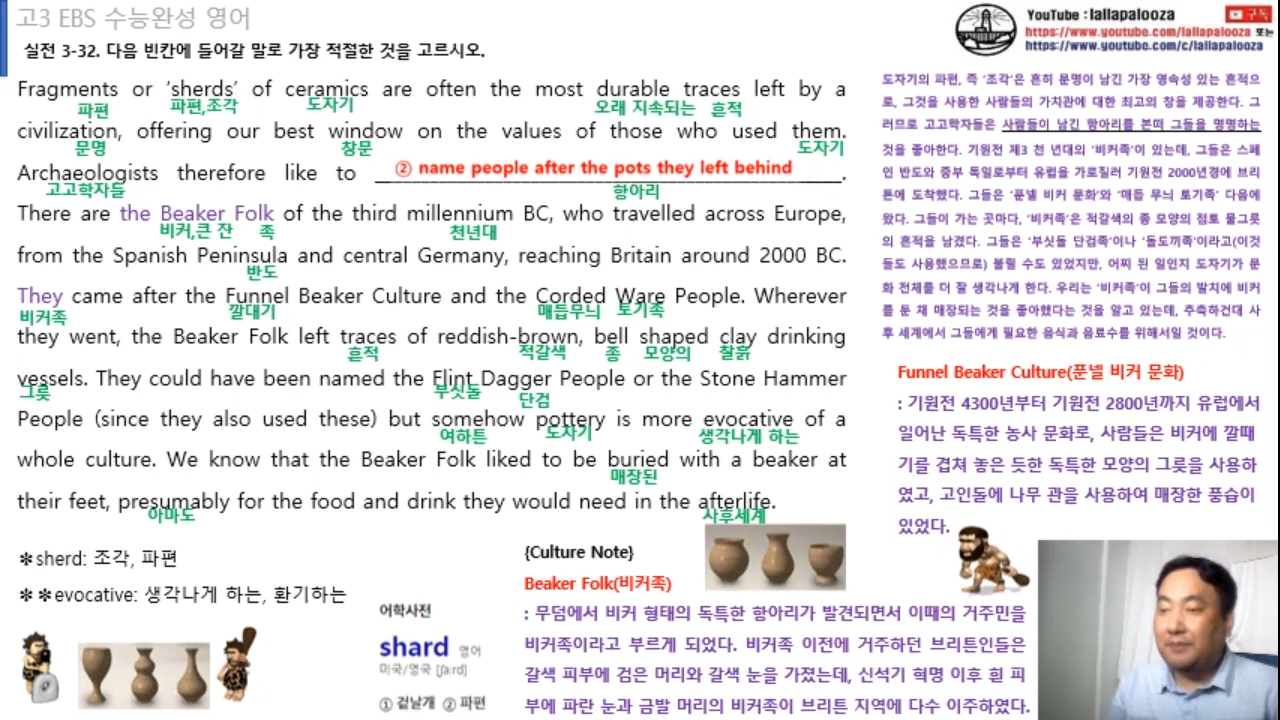 고3 EBS 수능완성 영어
실전 3-32. 다음 빈칸에 들어갈 말로 가장 적절한 것을 고르시오.
YouTube : lallapalooza
구독
https://www.youtube.com/lallapalooza 또는
https://www.youtube.com/c/lallapalooza
Fragments or ‘sherds’ of ceramics are often the most durable traces left by a
파편 파편,조각 도자기 오래 지속되는 흔적
civilization, offering our best window on the values of those who used them.
문명 창문 도자기
Archaeologists therefore like to ② name people after the pots they left behind.
고고학자들 항아리
There are the Beaker Folk of the third millennium BC, who travelled across Europe,
비커,큰 잔 족 천년대
from the Spanish Peninsula and central Germany, reaching Britain around 2000 BC.
반도
They came after the Funnel Beaker Culture and the Corded Ware People. Wherever
비커족 깔대기 매듭무늬 토기족
they went, the Beaker Folk left traces of reddish-brown, bell shaped clay drinking
흔적 적갈색 종 모양의 찰흙
vessels. They could have been named the Flint Dagger People or the Stone Hammer
그릇 부싯돌 단검
People (since they also used these) but somehow pottery is more evocative of a
여하튼 도자기 생각나게 하는
whole culture. We know that the Beaker Folk liked to be buried with a beaker at
매장된
their feet, presumably for the food and drink they would need in the afterlife.
아마도 사후세계
도자기의 파편, 즉 ‘조각’은 흔히 문명이 남긴 가장 영속성 있는 흔적으
로, 그것을 사용한 사람들의 가치관에 대한 최고의 창을 제공한다. 그
러므로 고고학자들은 사람들이 남긴 항아리를 본떠 그들을 명명하는
것을 좋아한다. 기원전 제3 천 년대의 ‘비커족’이 있는데, 그들은 스페
인 반도와 중부 독일로부터 유럽을 가로질러 기원전 2000년경에 브리
튼에 도착했다. 그들은 ‘푼넬 비커 문화’와 ‘매듭 무늬 토기족’ 다음에
왔다. 그들이 가는 곳마다, ‘비커족’은 적갈색의 종 모양의 점토 물그릇
의 흔적을 남겼다. 그들은 ‘부싯돌 단검족’이나 ‘돌도끼족’이라고(이것
들도 사용했으므로) 불릴 수도 있었지만, 어찌 된 일인지 도자기가 문
화 전체를 더 잘 생각나게 한다. 우리는 ‘비커족’이 그들의 발치에 비커
를 둔 채 매장되는 것을 좋아했다는 것을 알고 있는데, 추측하건대 사
후 세계에서 그들에게 필요한 음식과 음료수를 위해서일 것이다.
Funnel Beaker Culture(푼넬 비커 문화)
: 기원전 4300년부터 기원전 2800년까지 유럽에서
일어난 독특한 농사 문화로, 사람들은 비커에 깔때
기를 겹쳐 놓은 듯한 독특한 모양의 그릇을 사용하
였고, 고인돌에 나무 관을 사용하여 매장한 풍습이
있었다.
✻sherd: 조각, 파편
✻✻evocative: 생각나게 하는, 환기하는
어학사전
shard 영어
미국/영국 [ʃɑːrd]
① 겉날개 ② 파편
{Culture Note}
Beaker Folk(비커족)
: 무덤에서 비커 형태의 독특한 항아리가 발견되면서 이때의 거주민을
비커족이라고 부르게 되었다. 비커족 이전에 거주하던 브리튼인들은
갈색 피부에 검은 머리와 갈색 눈을 가졌는데, 신석기 혁명 이후 흰 피
부에 파란 눈과 금발 머리의 비커족이 브리튼 지역에 다수 이주하였다.